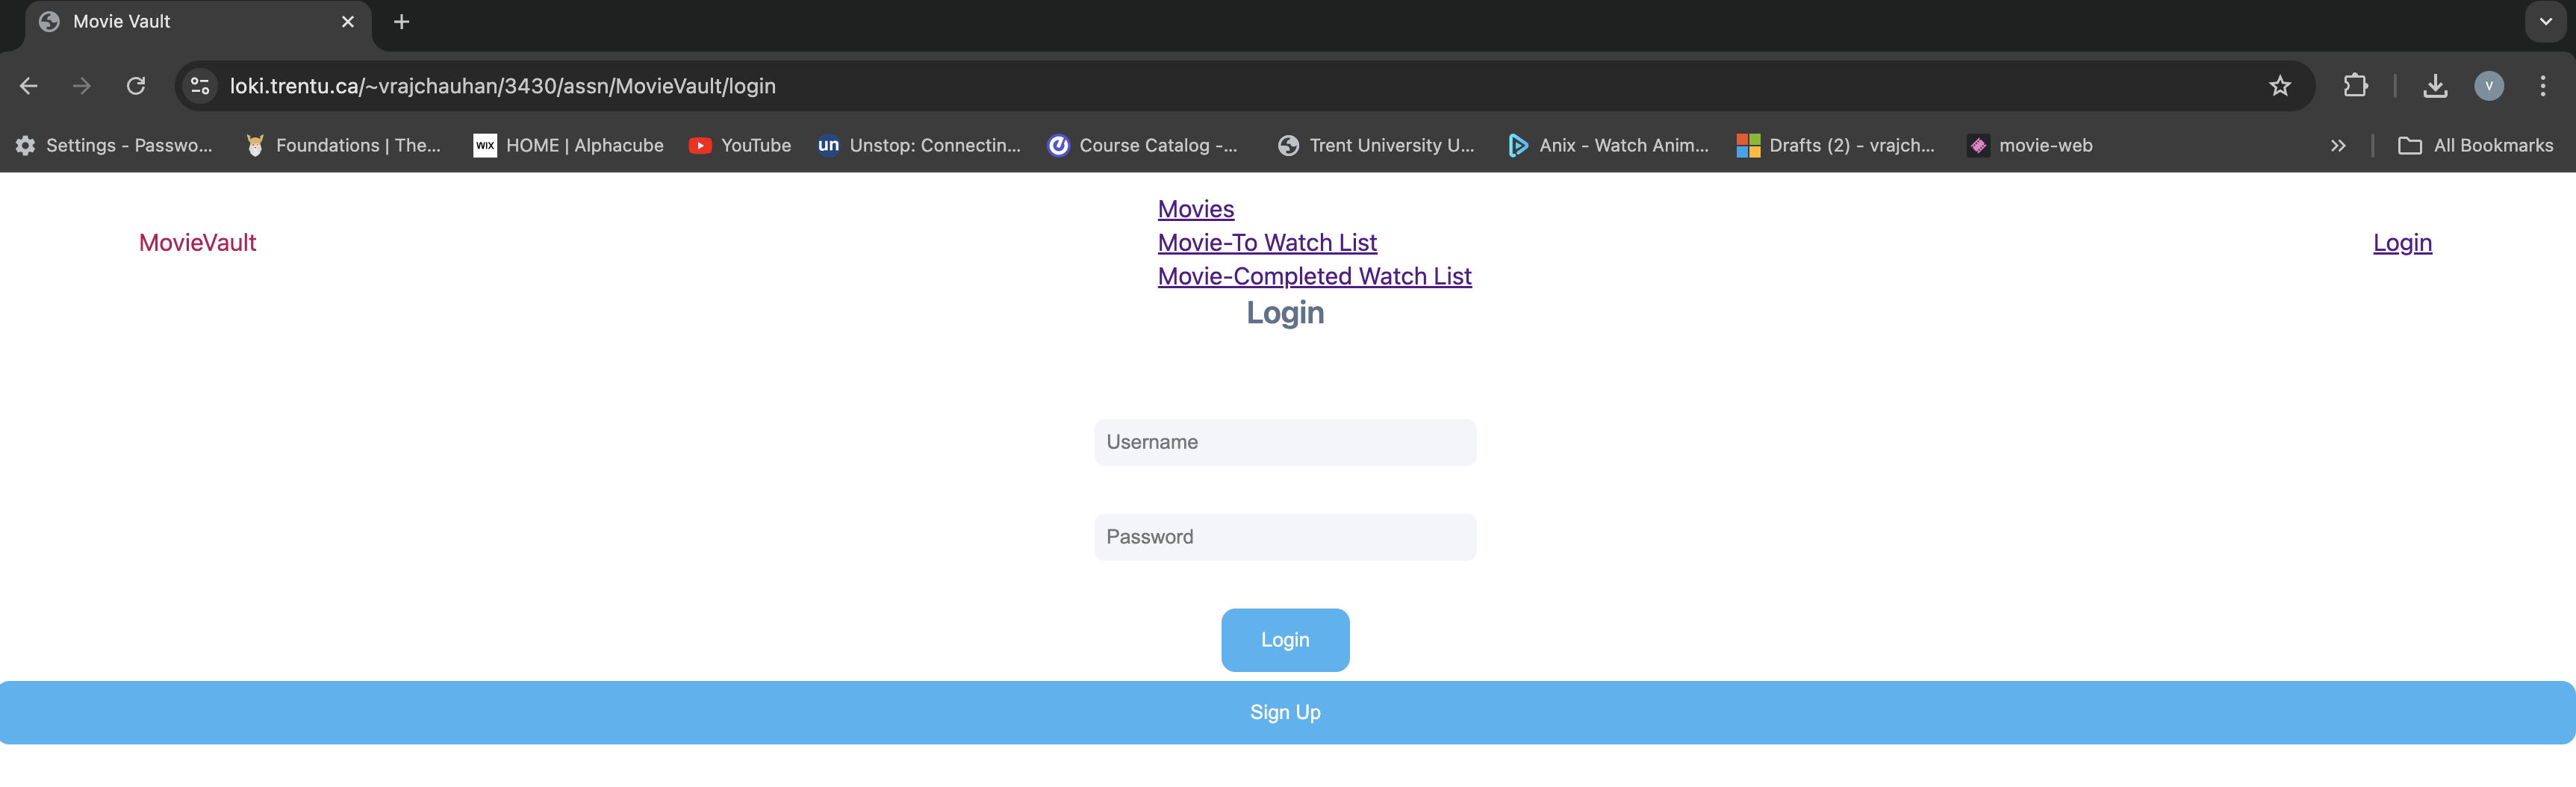 Movie Vault
loki.trentu.ca/~vrajchauhan/3430/assn/MovieVault/login
V
Settings - Passwo... Foundations | The... WIX HOME | Alphacube YouTube un Unstop: Connectin... Course Catalog -... Trent University U... Anix - Watch Anim... Drafts (2) - vrajch... movie-web All Bookmarks
Movies
MovieVault Movie-To Watch List Login
Movie-Completed Watch List
Login
Username
Password
Login
Sign Up